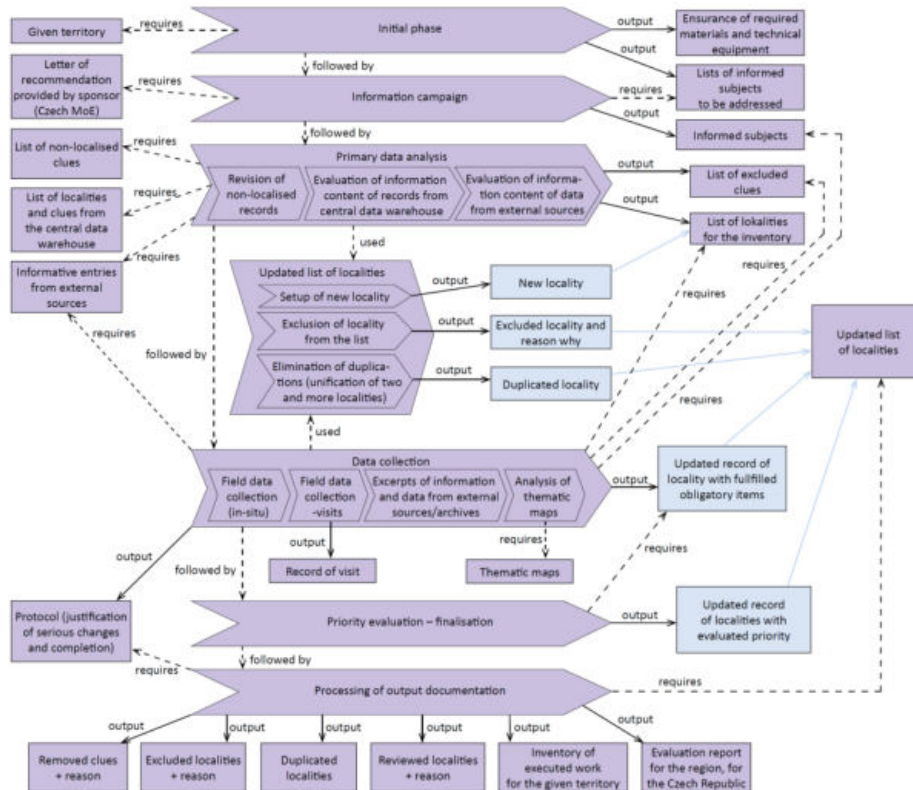 Initial phase
requires
Given territory
output
Ensurance of required
materials and technical
equipment
output
Lists of informed
subjects
to be addressed
followed by
Letter of
recommendation
provided by sponsor
(Czech MoE)
requires
Information campaign
requires
output
Informed subjects
followed by
requires
List of non-localised
clues
Primary data analysis
Revision of
non-localised
records
Evaluation of information
content of records from
central data warehouse
Evaluation of informa-
tion content of data
from external sources
output
List of excluded
clues
output
List of lokalities
for the inventory
requires
List of localities
and clues from
the central data
warehouse
requires
Informative entries
from external
sources
requires
used
Updated list of localities
Setup of new locality
output
New locality
Exclusion of locality
from the list
output
Excluded locality and
reason why
Elimination of duplica-
tions (unification of two
and more localities)
output
Duplicated locality
requires
requires
requires
Updated list
of localities
followed by
used
Data collection
Field data
collection
(in-situ)
Field data
collection
-visits
Excerpts of information
and data from external
sources/archives
Analysis of
thematic
maps
output
Updated record of
locality with fullfilled
obligatory items
output
output
Record of visit
requires
Thematic maps
requires
followed by
Protocol (justification
of serious changes
and completion)
Priority evaluation – finalisation
output
Updated record
of localities with
evaluated priority
followed by
requires
Processing of output documentation
requires
output
output
output
output
output
output
Removed clues
+ reason
Excluded localities
+ reason
Duplicated
localities
Reviewed localities
+ reason
Inventory of
executed work
for the given territory
Evaluation report
for the region, for
the Czech Republic